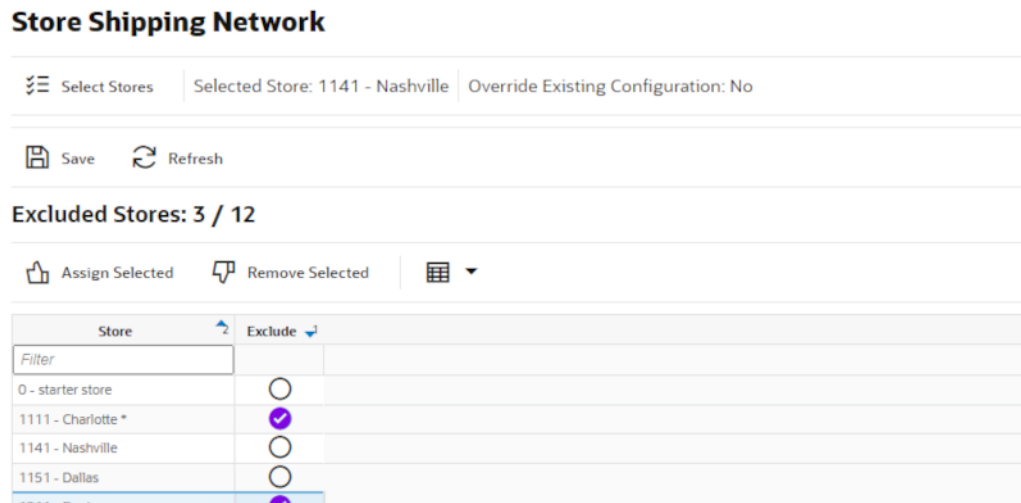 Store Shipping Network
Select Stores Selected Store: 1141 - Nashville Override Existing Configuration: No
Save Refresh
Excluded Stores: 3 / 12
Assign Selected Remove Selected
Store 2 Exclude 1
Filter
0 - starter store
1111 - Charlotte *
1141 - Nashville
1151 - Dallas